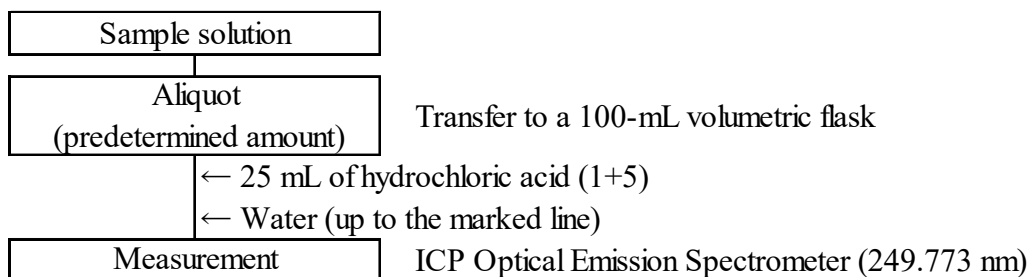 Sample solution
Aliquot
(predetermined amount)
Transfer to a 100-mL volumetric flask
← 25 mL of hydrochloric acid (1+5)
← Water (up to the marked line)
Measurement
ICP Optical Emission Spectrometer (249.773 nm)